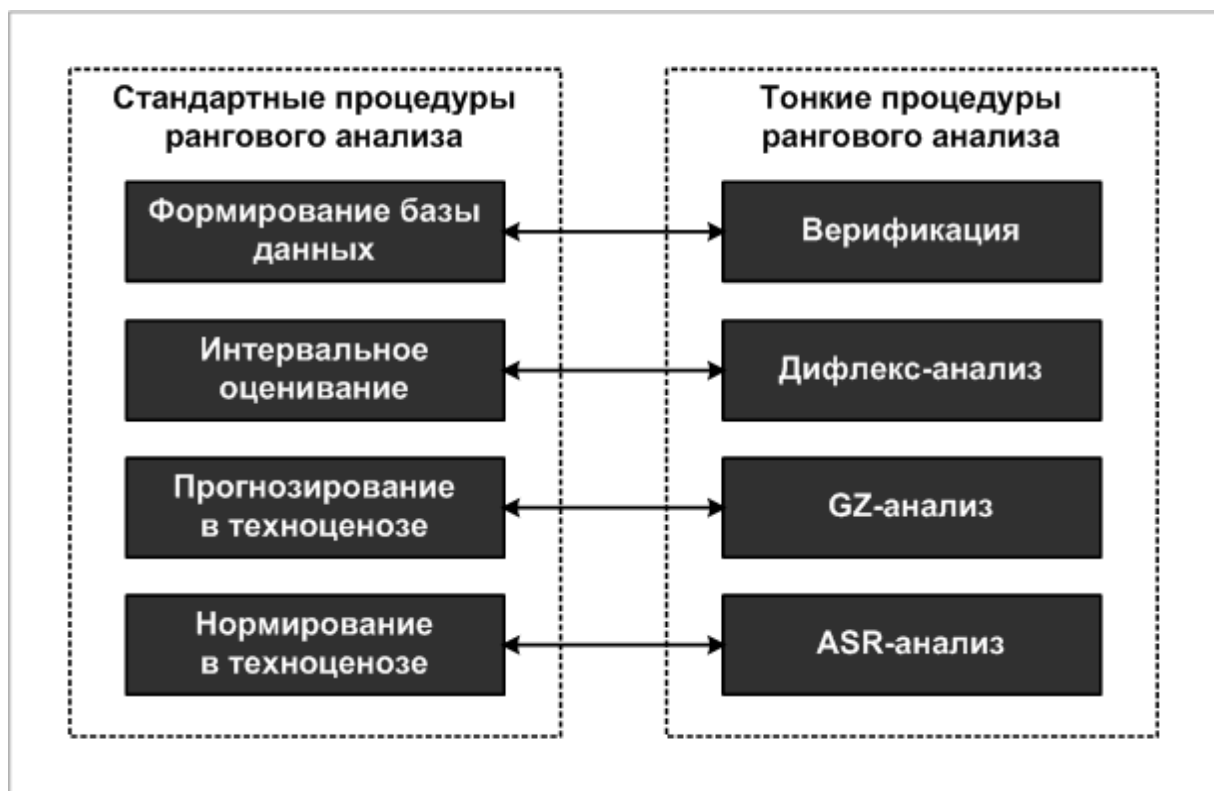 Стандартные процедуры
рангового анализа
Формирование базы
данных
Интервальное
оценивание
Прогнозирование
в техноценозе
Нормирование
в техноценозе
Тонкие процедуры
рангового анализа
Верификация
Дифлекс-анализ
GZ-анализ
ASR-анализ